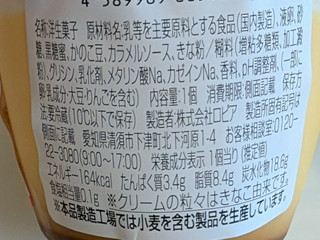 4 589969 88
名称:洋生菓子 原材料名:乳等を主要原料とする食品(国内製造)、液卵、砂
糖、黒糖蜜、かのこ豆、カラメルソース、きな粉/糊料(増粘多糖類、加工澱
粉)、グリシン、乳化剤、メタリン酸Na、カゼインNa、香料、pH調整剤、(一部に
卵・乳成分・大豆・りんごを含む) 内容量:1個 消費期限:側面に記載 保存方
法:要冷蔵(10℃以下で保存) 製造者:株式会社ロピア 製造所固有記号は
側面に記載 愛知県清須市下津町北下河原1-4 お客様相談室:0120-
22-3080(9:00~17:00) 栄養成分表示 1個当り(推定値)
エネルギー164kcal たんぱく質3.4g 脂質8.4g 炭水化物18.6g
食塩相当量0.1g ※クリームの粒々はきなこ由来です。
※本品製造工場では小麦を含む製品を生産しています。